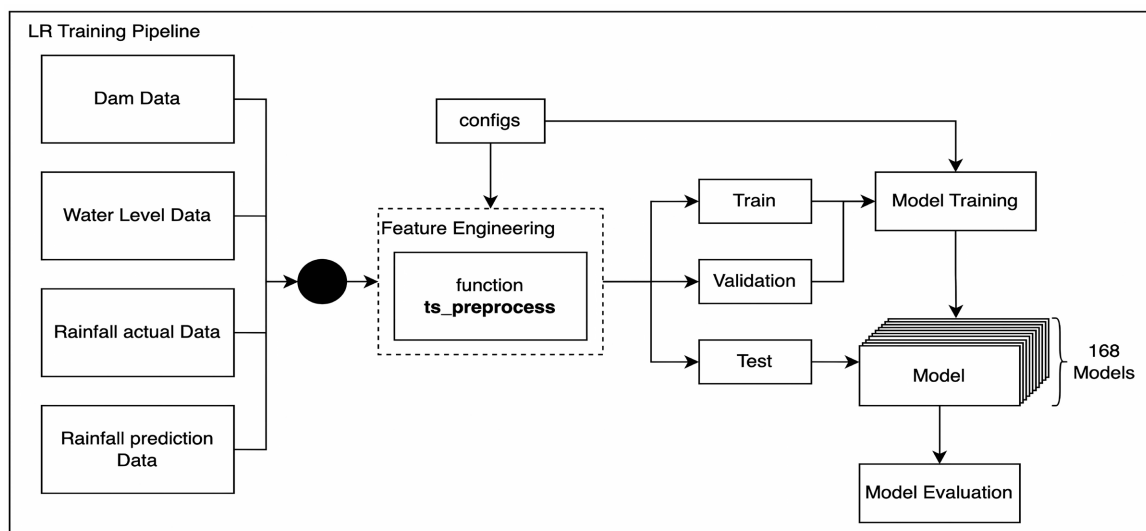 LR Training Pipeline
Dam Data
Water Level Data
Rainfall actual Data
Rainfall prediction
Data
configs
Feature Engineering
function
ts_preprocess
Train
Validation
Test
Model Training
Model
168
Models
Model Evaluation